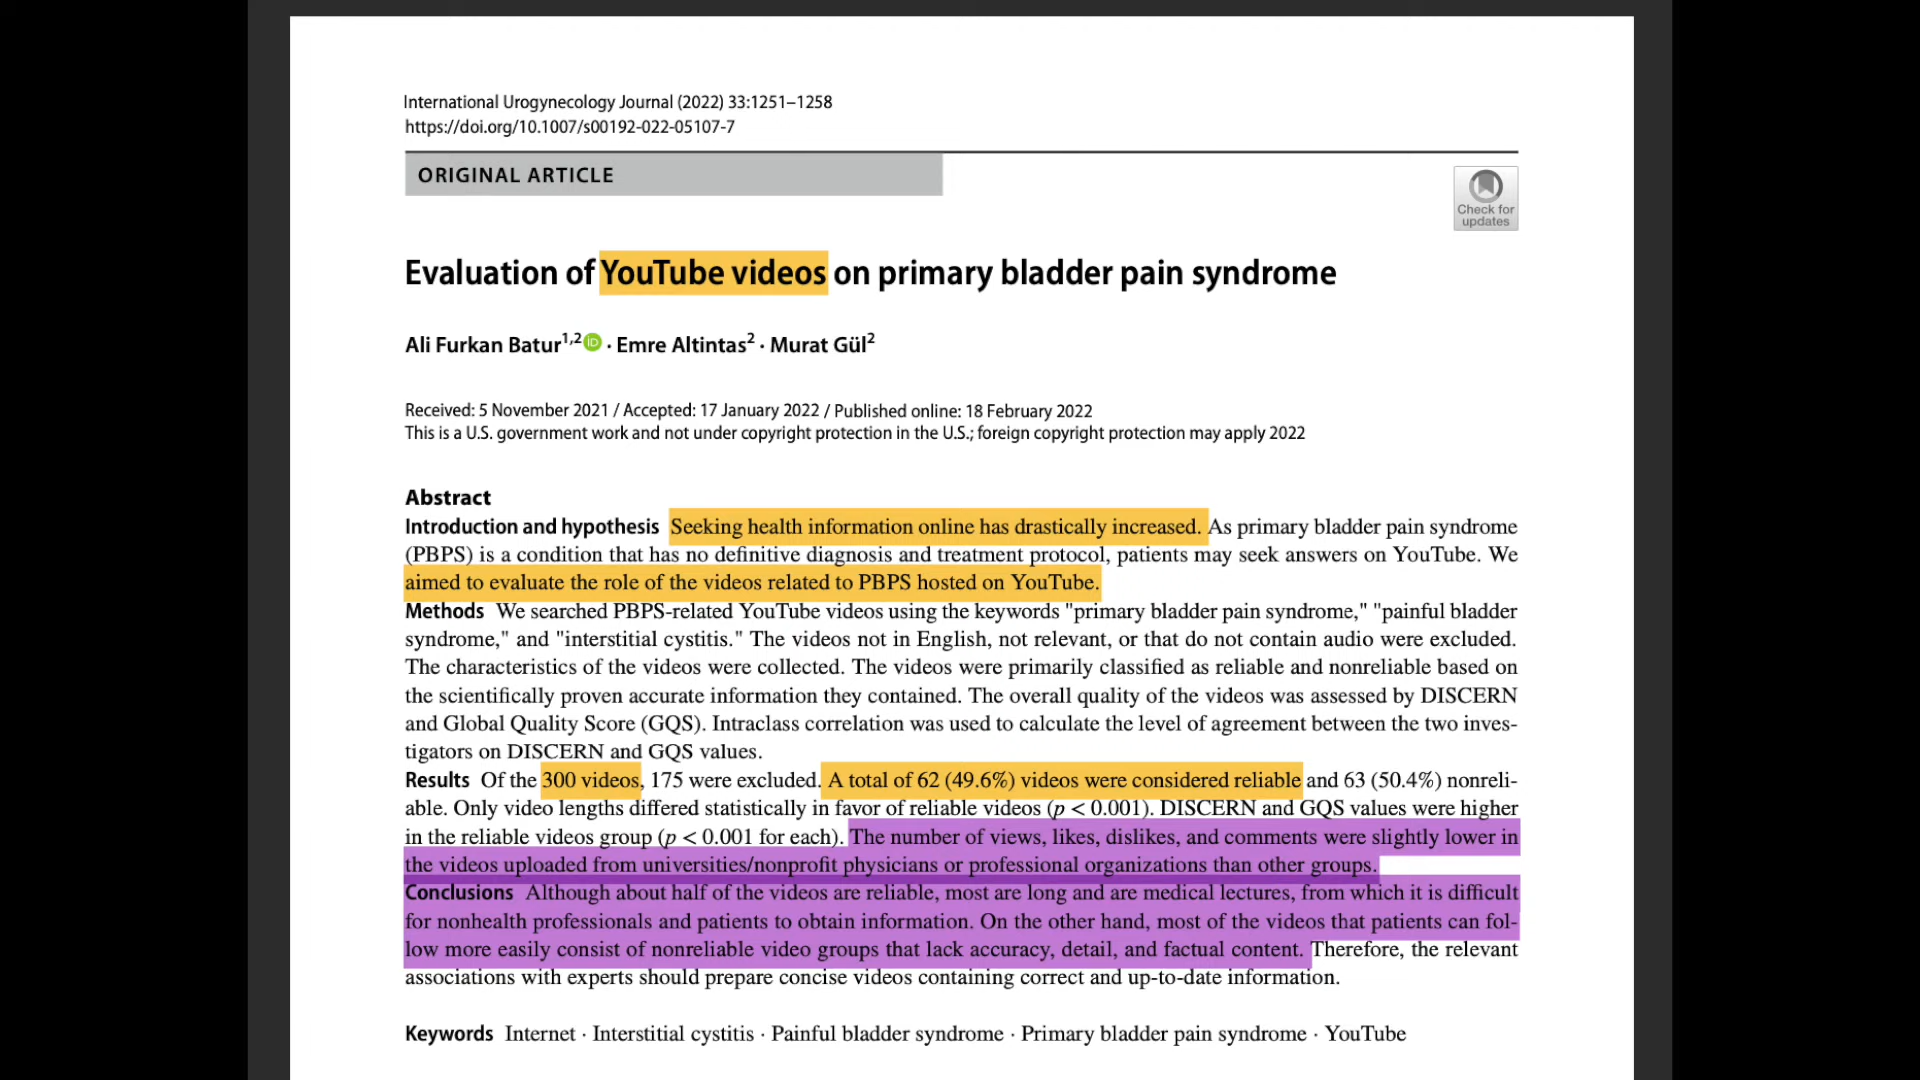 International Urogynecology Journal (2022) 33:1251–1258
https://doi.org/10.1007/s00192-022-05107-7
ORIGINAL ARTICLE
Check for
updates
Evaluation of YouTube videos on primary bladder pain syndrome
Ali Furkan Batur1,2 iD · Emre Altintas2 · Murat Gül2
Received: 5 November 2021 / Accepted: 17 January 2022 / Published online: 18 February 2022
This is a U.S. government work and not under copyright protection in the U.S.; foreign copyright protection may apply 2022
Abstract
Introduction and hypothesis Seeking health information online has drastically increased. As primary bladder pain syndrome
(PBPS) is a condition that has no definitive diagnosis and treatment protocol, patients may seek answers on YouTube. We
aimed to evaluate the role of the videos related to PBPS hosted on YouTube.
Methods We searched PBPS-related YouTube videos using the keywords "primary bladder pain syndrome," "painful bladder
syndrome," and "interstitial cystitis." The videos not in English, not relevant, or that do not contain audio were excluded.
The characteristics of the videos were collected. The videos were primarily classified as reliable and nonreliable based on
the scientifically proven accurate information they contained. The overall quality of the videos was assessed by DISCERN
and Global Quality Score (GQS). Intraclass correlation was used to calculate the level of agreement between the two inves-
tigators on DISCERN and GQS values.
Results Of the 300 videos, 175 were excluded. A total of 62 (49.6%) videos were considered reliable and 63 (50.4%) nonreli-
able. Only video lengths differed statistically in favor of reliable videos (p < 0.001). DISCERN and GQS values were higher
in the reliable videos group (p < 0.001 for each). The number of views, likes, dislikes, and comments were slightly lower in
the videos uploaded from universities/nonprofit physicians or professional organizations than other groups.
Conclusions Although about half of the videos are reliable, most are long and are medical lectures, from which it is difficult
for nonhealth professionals and patients to obtain information. On the other hand, most of the videos that patients can fol-
low more easily consist of nonreliable video groups that lack accuracy, detail, and factual content. Therefore, the relevant
associations with experts should prepare concise videos containing correct and up-to-date information.
Keywords Internet · Interstitial cystitis · Painful bladder syndrome · Primary bladder pain syndrome · YouTube